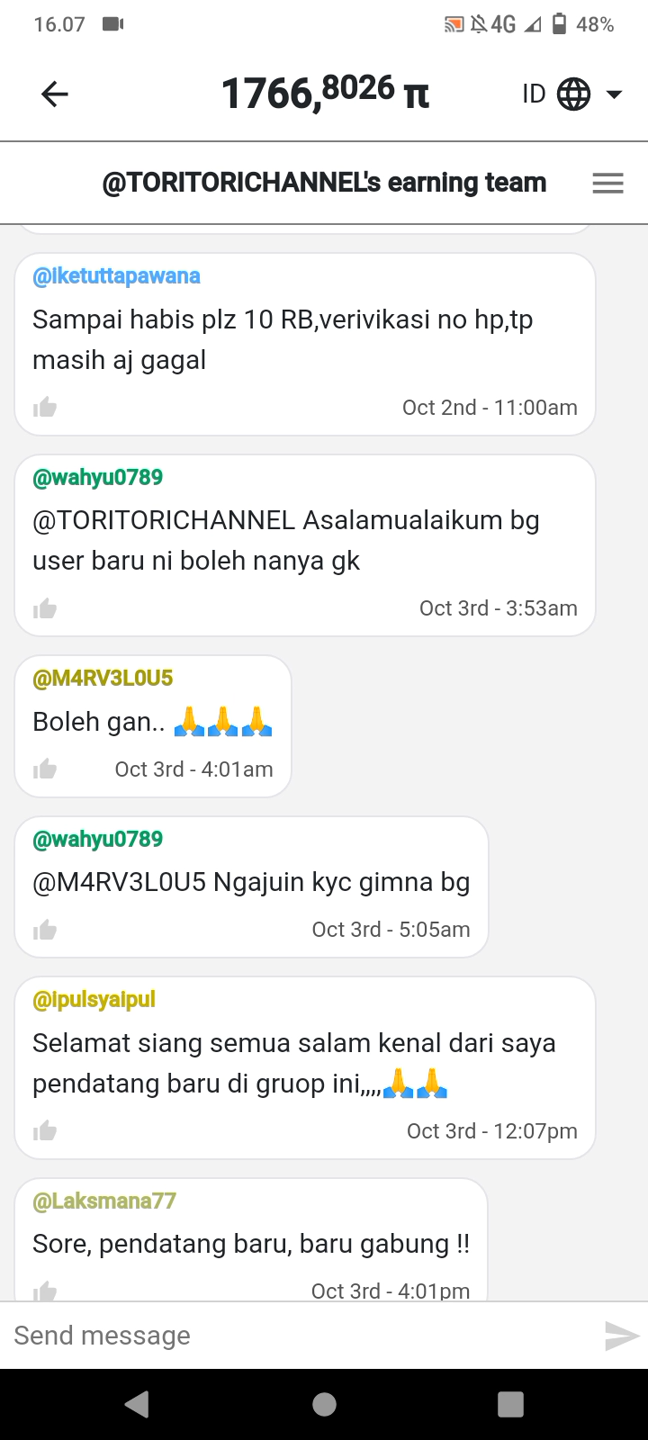 16.07 4G 48%
1766,8026 π ID
@TORITORICHANNEL's earning team
@iketuttapawana
Sampai habis plz 10 RB,verivikasi no hp,tp
masih aj gagal
Oct 2nd - 11:00am
@wahyu0789
@TORITORICHANNEL Asalamualaikum bg
user baru ni boleh nanya gk
Oct 3rd - 3:53am
@M4RV3L0U5
Boleh gan.. 🙏🙏🙏
Oct 3rd - 4:01am
@wahyu0789
@M4RV3L0U5 Ngajuin kyc gimna bg
Oct 3rd - 5:05am
@ipulsyaipul
Selamat siang semua salam kenal dari saya
pendatang baru di gruop ini,,,,🙏🙏
Oct 3rd - 12:07pm
@Laksmana77
Sore, pendatang baru, baru gabung !!
Oct 3rd - 4:01pm
Send message